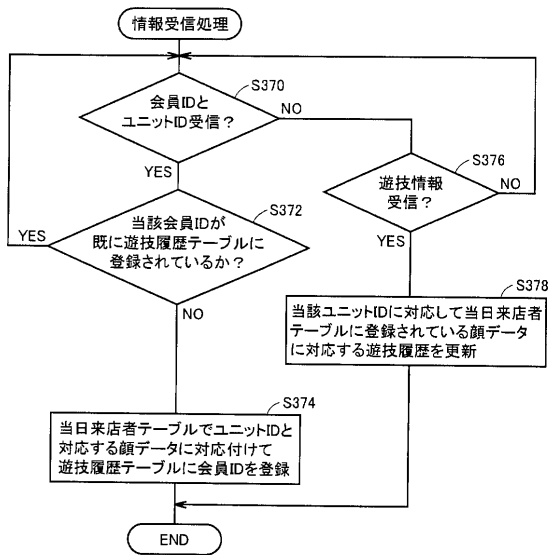 情報受信処理
S370
会員IDと
ユニットID受信？
NO
YES
S376
遊技情報
受信？
NO
YES
S372
当該会員IDが
既に遊技履歴テーブルに
登録されているか？
YES
NO
S378
当該ユニットIDに対応して当日来店者
テーブルに登録されている顔データ
に対応する遊技履歴を更新
S374
当日来店者テーブルでユニットIDと
対応する顔データに対応付けて
遊技履歴テーブルに会員IDを登録
END